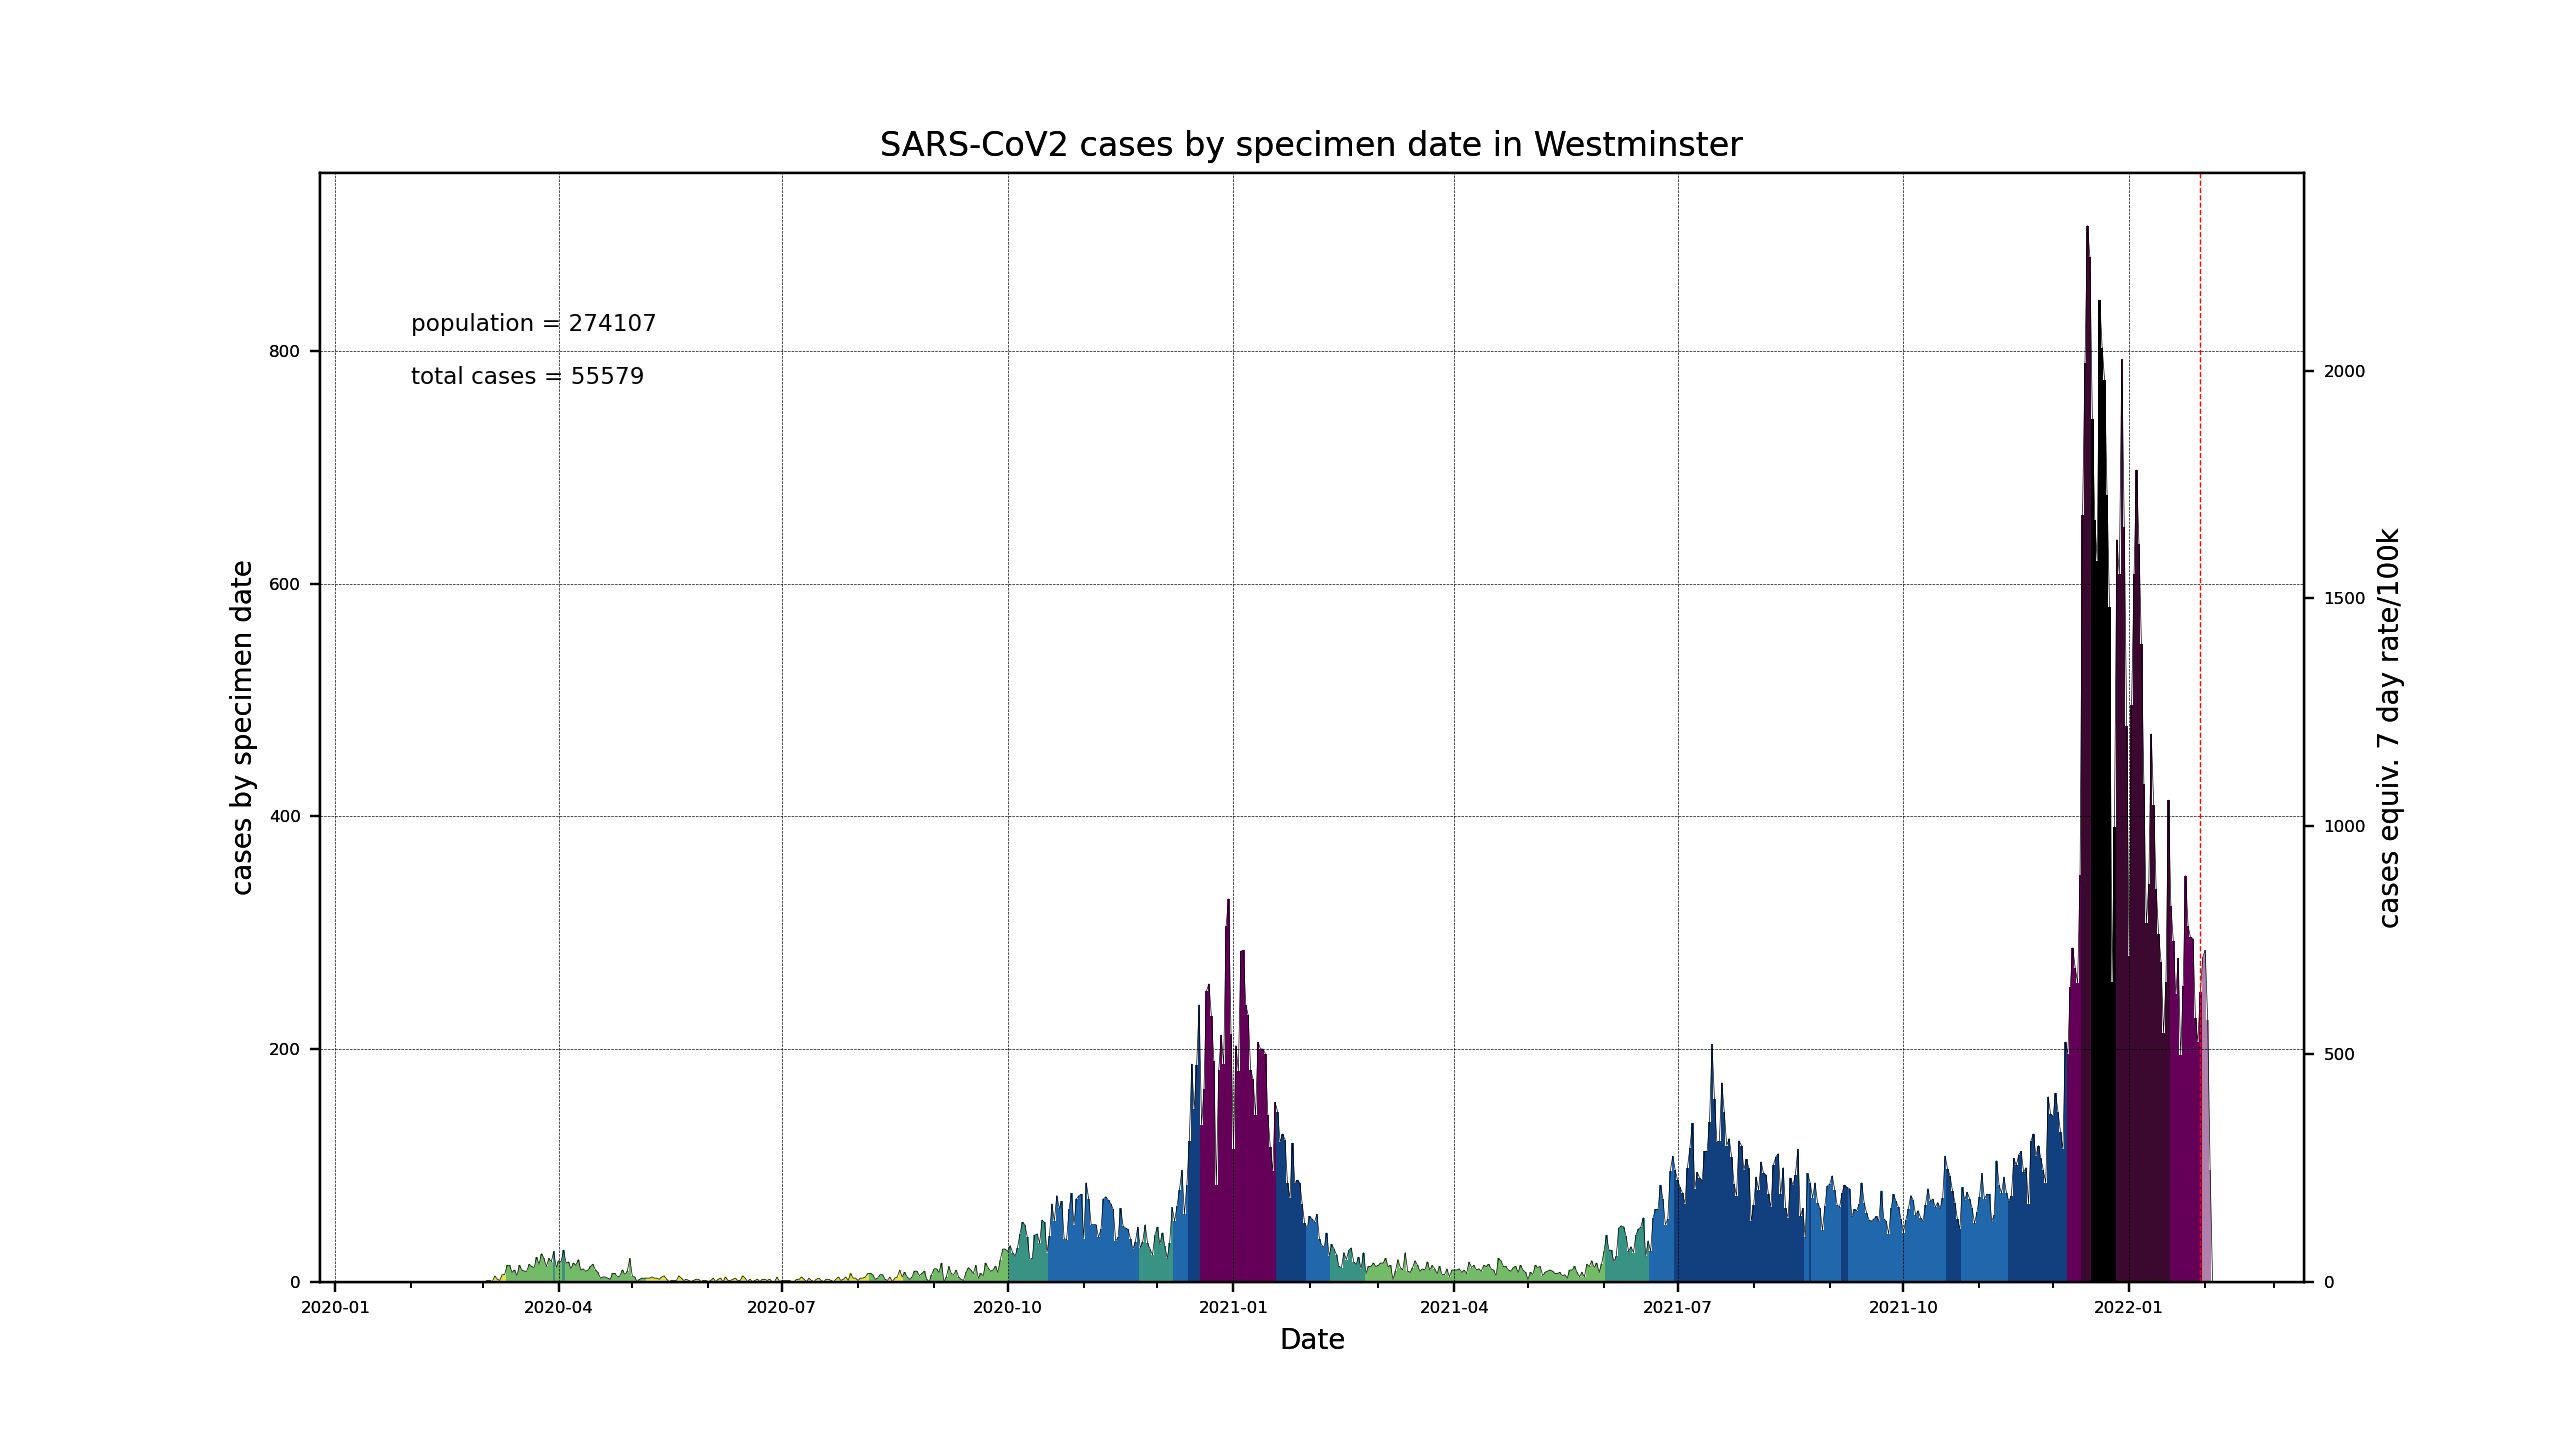 SARS-CoV2 cases by specimen date in Westminster
population = 274107
total cases = 55579
cases by specimen date
800
600
400
200
0
2000
1500
1000
500
0
cases equiv. 7 day rate/100k
2020-01 2020-04 2020-07 2020-10 2021-01 2021-04 2021-07 2021-10 2022-01
Date